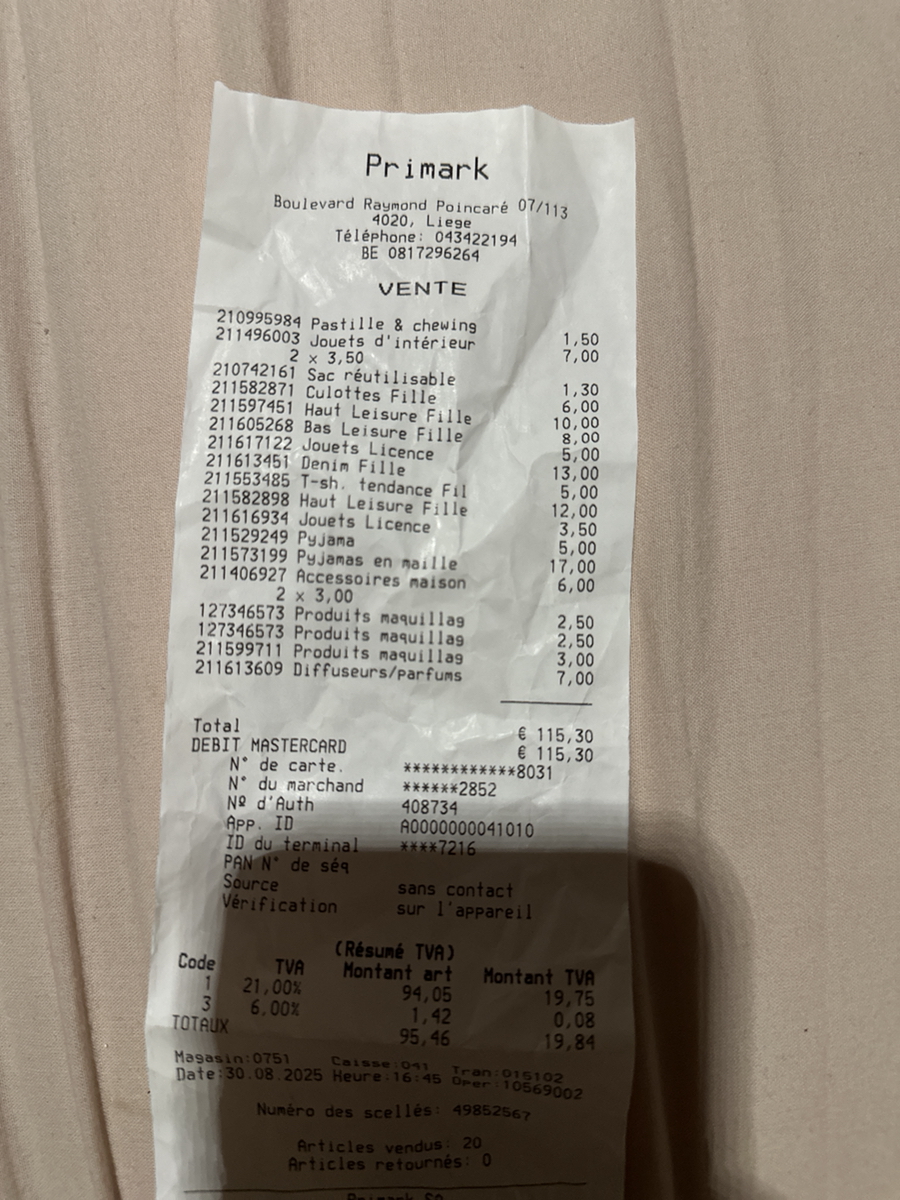 Primark
Boulevard Raymond Poincaré 07/113
4020, Liege
Téléphone: 043422194
BE 0817296264
VENTE
210995984 Pastille & chewing 1,50
211496003 Jouets d'intérieur 7,00
2 x 3,50
210742161 Sac réutilisable 1,30
211582871 Culottes Fille 6,00
211597451 Haut Leisure Fille 10,00
211605268 Bas Leisure Fille 8,00
211617122 Jouets Licence 5,00
211613451 Denim Fille 13,00
211553485 T-sh. tendance Fil 5,00
211582898 Haut Leisure Fille 12,00
211616934 Jouets Licence 3,50
211529249 Pyjama 5,00
211573199 Pyjamas en maille 17,00
211406927 Accessoires maison 6,00
2 x 3,00
127346573 Produits maquillag 2,50
127346573 Produits maquillag 2,50
211599711 Produits maquillag 3,00
211613609 Diffuseurs/parfums 7,00
Total € 115,30
DEBIT MASTERCARD € 115,30
N° de carte. ************8031
N° du marchand ******2852
Nº d'Auth 408734
App. ID A0000000041010
ID du terminal ****7216
PAN N° de séq
Source sans contact
Vérification sur l'appareil
(Résumé TVA)
Code TVA Montant art Montant TVA
1 21,00% 94,05 19,75
3 6,00% 1,42 0,08
TOTAUX 95,46 19,84
Magasin:0751 Caisse:041 Tran:015102
Date:30.08.2025 Heure:16:45 Oper:10569002
Numéro des scellés: 49852567
Articles vendus: 20
Articles retournés: 0